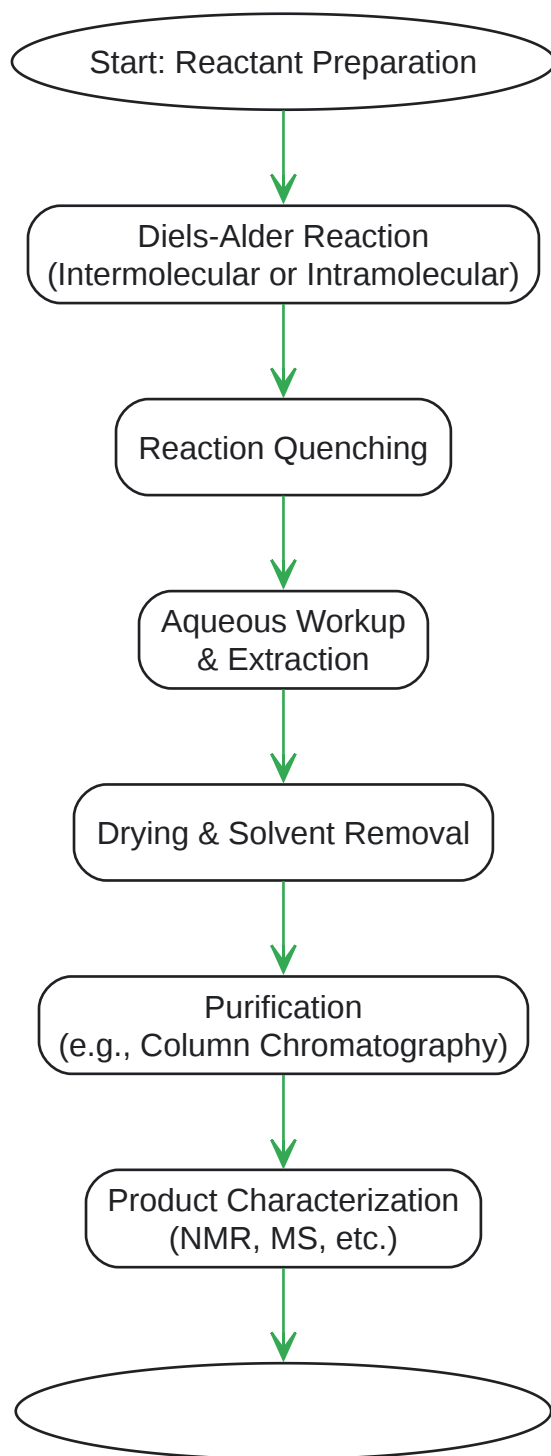 Start: Reactant Preparation
Diels-Alder Reaction
(Intermolecular or Intramolecular)
Reaction Quenching
Aqueous Workup
& Extraction
Drying & Solvent Removal
Purification
(e.g., Column Chromatography)
Product Characterization
(NMR, MS, etc.)